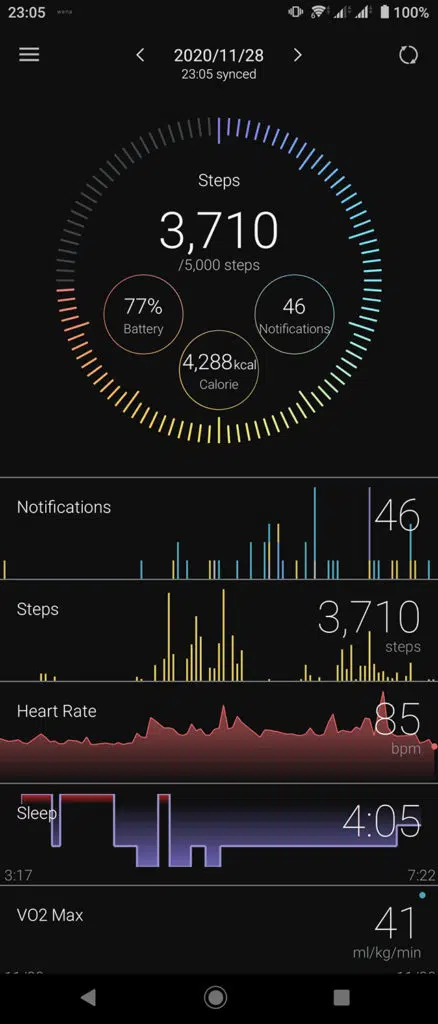 23:05 wena 100%
2020/11/28
23:05 synced
Steps
3,710
/5,000 steps
77%
Battery
46
Notifications
4,288kcal
Calorie
Notifications
46
Steps
3,710
steps
Heart Rate
85
bpm
Sleep
4:05
3:17
7:22
VO2 Max
41
ml/kg/min